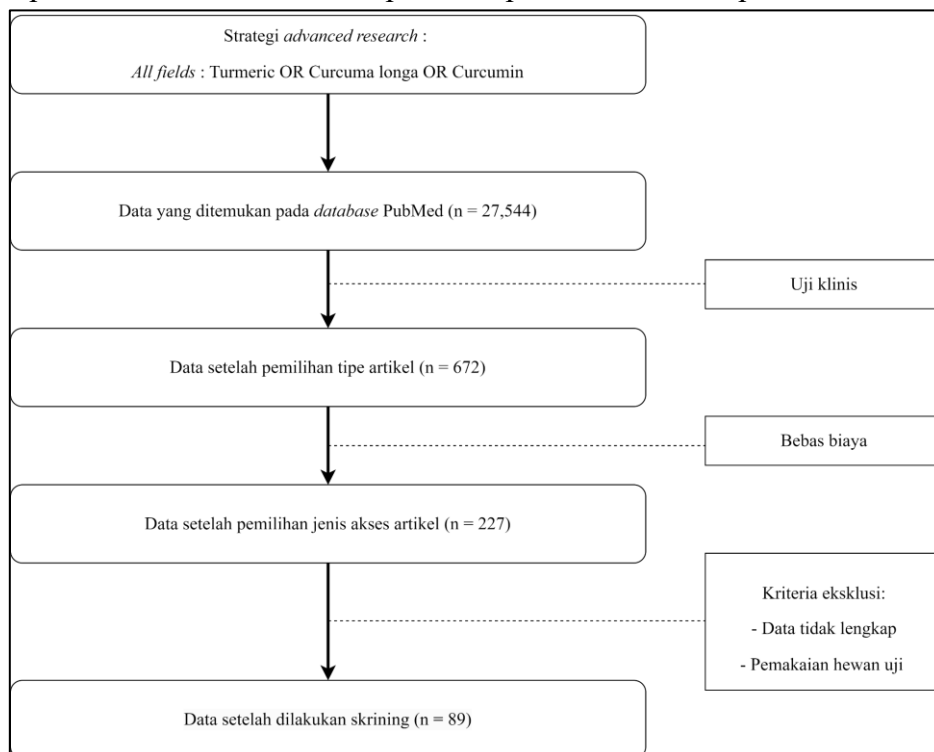 Strategi advanced research :
All fields : Turmeric OR Curcuma longa OR Curcumin
Data yang ditemukan pada database PubMed (n = 27,544)
Uji klinis
Data setelah pemilihan tipe artikel (n = 672)
Bebas biaya
Data setelah pemilihan jenis akses artikel (n = 227)
Kriteria eksklusi:
- Data tidak lengkap
- Pemakaian hewan uji
Data setelah dilakukan skrining (n = 89)